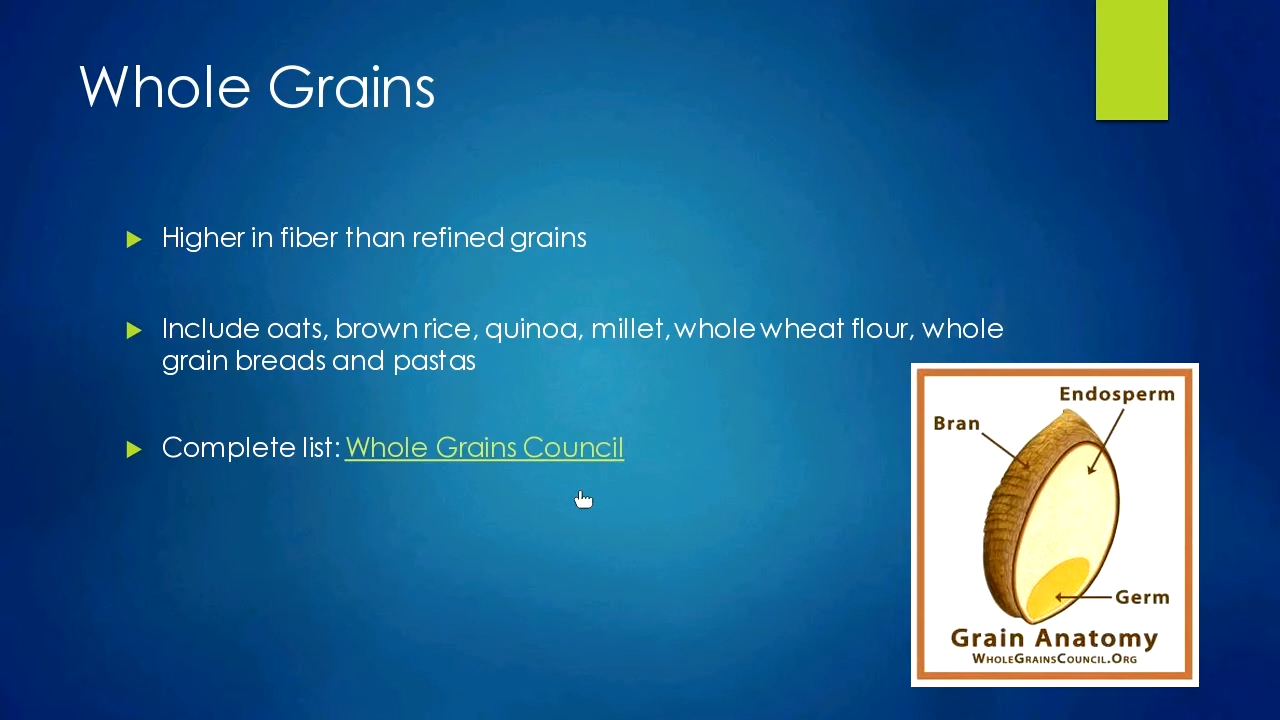 Whole Grains
Higher in fiber than refined grains
Include oats, brown rice, quinoa, millet, whole wheat flour, whole
grain breads and pastas
Complete list: Whole Grains Council
Endosperm
Bran
Germ
Grain Anatomy
WholeGrainsCouncil.Org